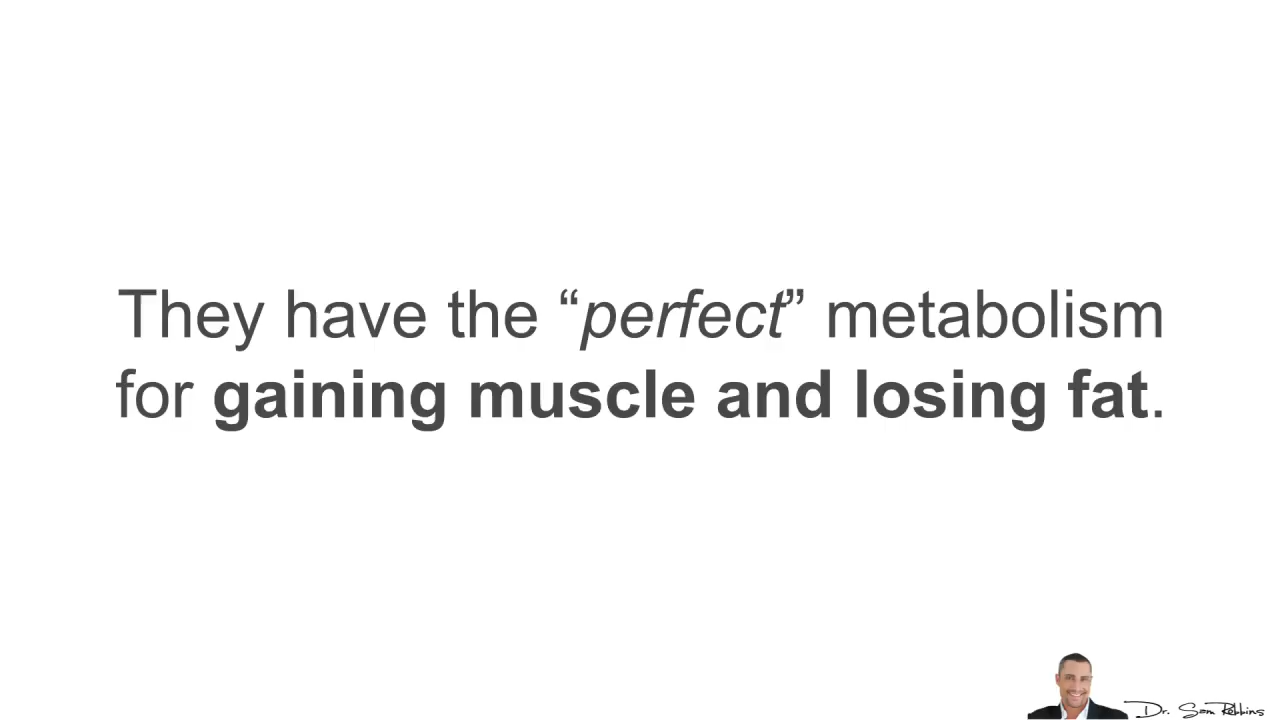 They have the “perfect” metabolism
for gaining muscle and losing fat.
Dr. Sam Robbins